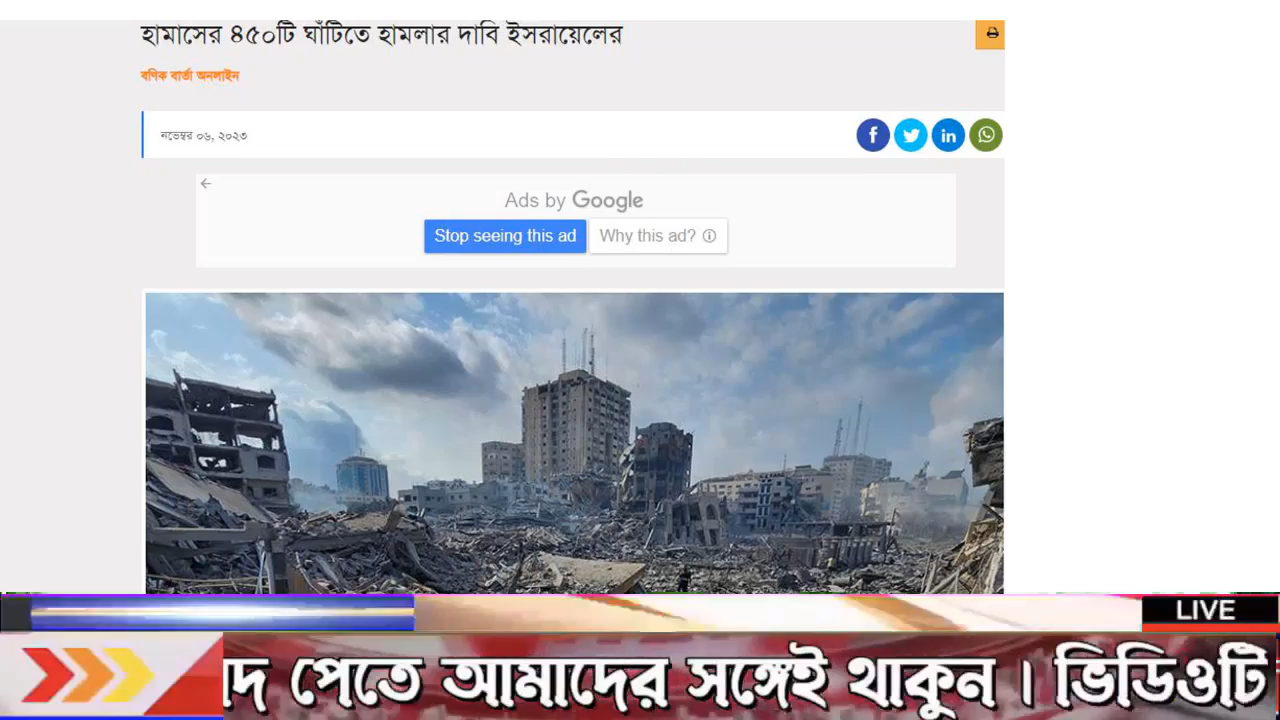 হামাসের ৪৫০টি ঘাঁটিতে হামলার দাবি ইসরায়েলের
বণিক বার্তা অনলাইন
নভেম্বর ০৬, ২০২৩
Ads by Google
Stop seeing this ad
Why this ad?
LIVE
পেতে আমাদের সঙ্গেই থাকুন । ভিডিওটি